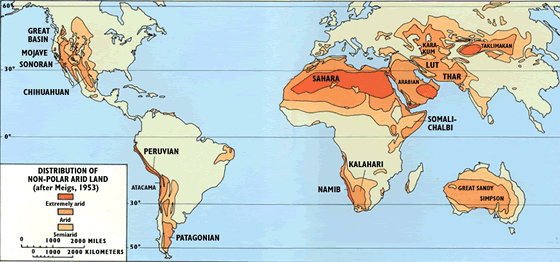 60°
GREAT
BASIN
MOJAVE
SONORAN
30°
CHIHUAHUAN
0°
PERUVIAN
ATACAMA
PATAGONIAN
30°
50°
KARA-
KUM
TAKLIMAKAN
LUT
THAR
SAHARA
ARABIAN
SOMALI-
CHALBI
KALAHARI
NAMIB
GREAT SANDY
SIMPSON
DISTRIBUTION OF
NON-POLAR ARID LAND
(after Meigs, 1953)
Extremely arid
Arid
Semiarid
0 1000 2000 MILES
0 1000 2000 KILOMETERS